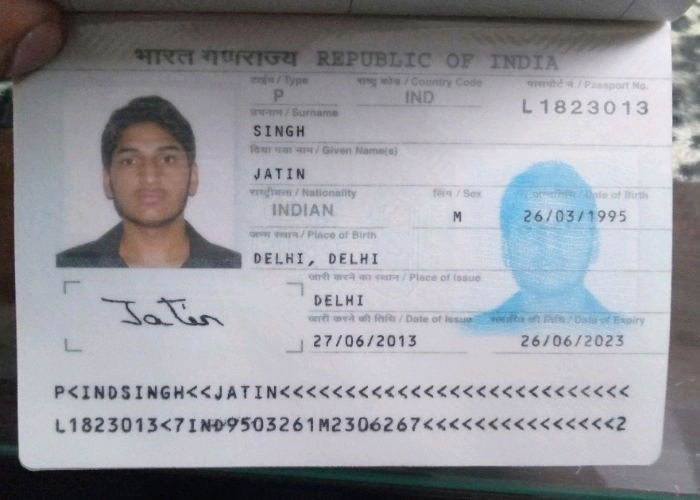 भारत गणराज्य REPUBLIC OF INDIA
टाईप / Type राष्ट्र कोड / Country Code पासपोर्ट नं. / Passport No.
P IND L1823013
उपनाम / Surname
SINGH
दिया गया नाम / Given Name(s)
JATIN
राष्ट्रीयता / Nationality लिंग / Sex जन्मतिथि / Date of Birth
INDIAN M 26/03/1995
जन्म स्थान / Place of Birth
DELHI, DELHI
जारी करने का स्थान / Place of Issue
DELHI
Jatin
जारी करने की तिथि / Date of Issue समाप्ति की तिथि / Date of Expiry
27/06/2013 26/06/2023
P<INDSINGH<<JATIN<<<<<<<<<<<<<<<<<<<<<<<<<<<
L1823013<7IND9503261M2306267<<<<<<<<<<<<<<<2